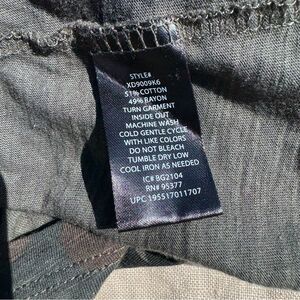 STYLE#
XD9009K6
51% COTTON
49% RAYON
TURN GARMENT
INSIDE OUT
MACHINE WASH
COLD GENTLE CYCLE
WITH LIKE COLORS
DO NOT BLEACH
TUMBLE DRY LOW
COOL IRON AS NEEDED
IC# BG2104
RN# 95377
UPC 195517011707